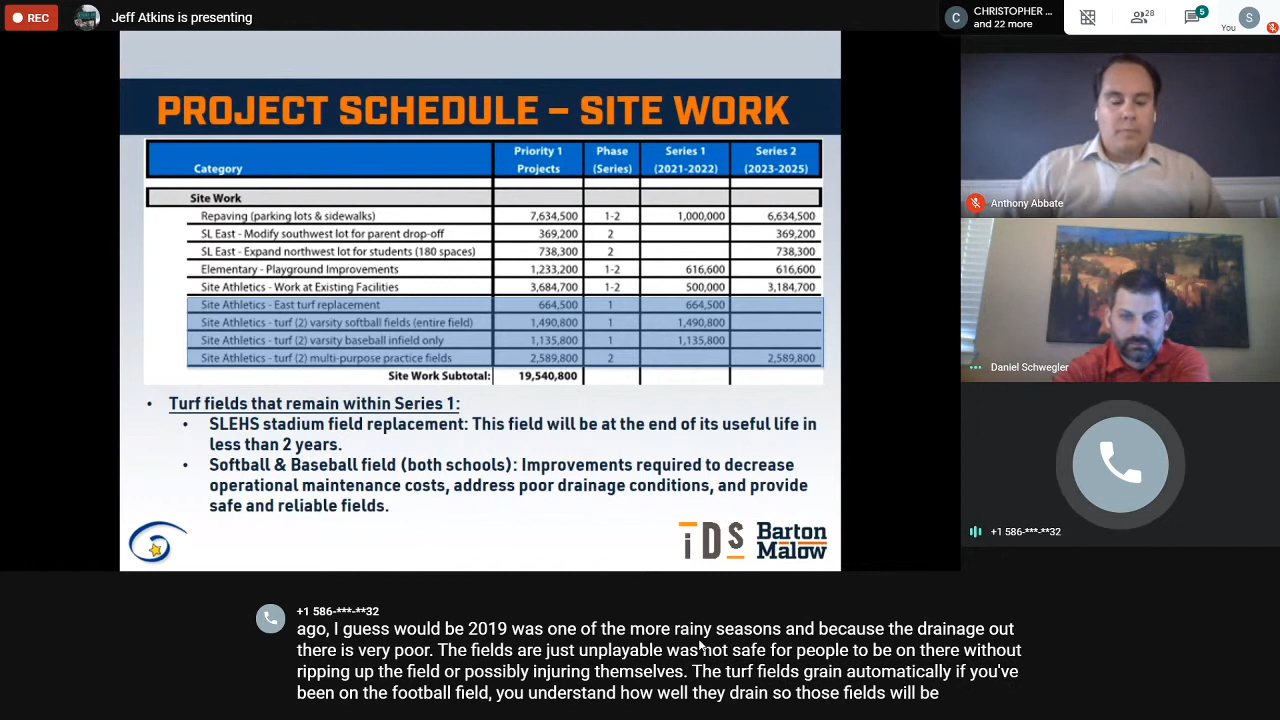 REC
Jeff Atkins is presenting
C
CHRISTOPHER ...
and 22 more
28
5
S
You
PROJECT SCHEDULE – SITE WORK
Category Priority 1 Projects Phase (Series) Series 1 (2021-2022) Series 2 (2023-2025)
Site Work
Repaving (parking lots & sidewalks) 7,634,500 1-2 1,000,000 6,634,500
SL East - Modify southwest lot for parent drop-off 369,200 2 369,200
SL East - Expand northwest lot for students (180 spaces) 738,300 2 738,300
Elementary - Playground Improvements 1,233,200 1-2 616,600 616,600
Site Athletics - Work at Existing Facilities 3,684,700 1-2 500,000 3,184,700
Site Athletics - East turf replacement 664,500 1 664,500
Site Athletics - turf (2) varsity softball fields (entire field) 1,490,800 1 1,490,800
Site Athletics - turf (2) varsity baseball infield only 1,135,800 1 1,135,800
Site Athletics - turf (2) multi-purpose practice fields 2,589,800 2 2,589,800
Site Work Subtotal: 19,540,800
• Turf fields that remain within Series 1:
• SLEHS stadium field replacement: This field will be at the end of its useful life in
less than 2 years.
• Softball & Baseball field (both schools): Improvements required to decrease
operational maintenance costs, address poor drainage conditions, and provide
safe and reliable fields.
iDS
Barton
Malow
Anthony Abbate
Daniel Schwegler
+1 586-***-**32
+1 586-***-**32
ago, I guess would be 2019 was one of the more rainy seasons and because the drainage out
there is very poor. The fields are just unplayable was not safe for people to be on there without
ripping up the field or possibly injuring themselves. The turf fields grain automatically if you've
been on the football field, you understand how well they drain so those fields will be